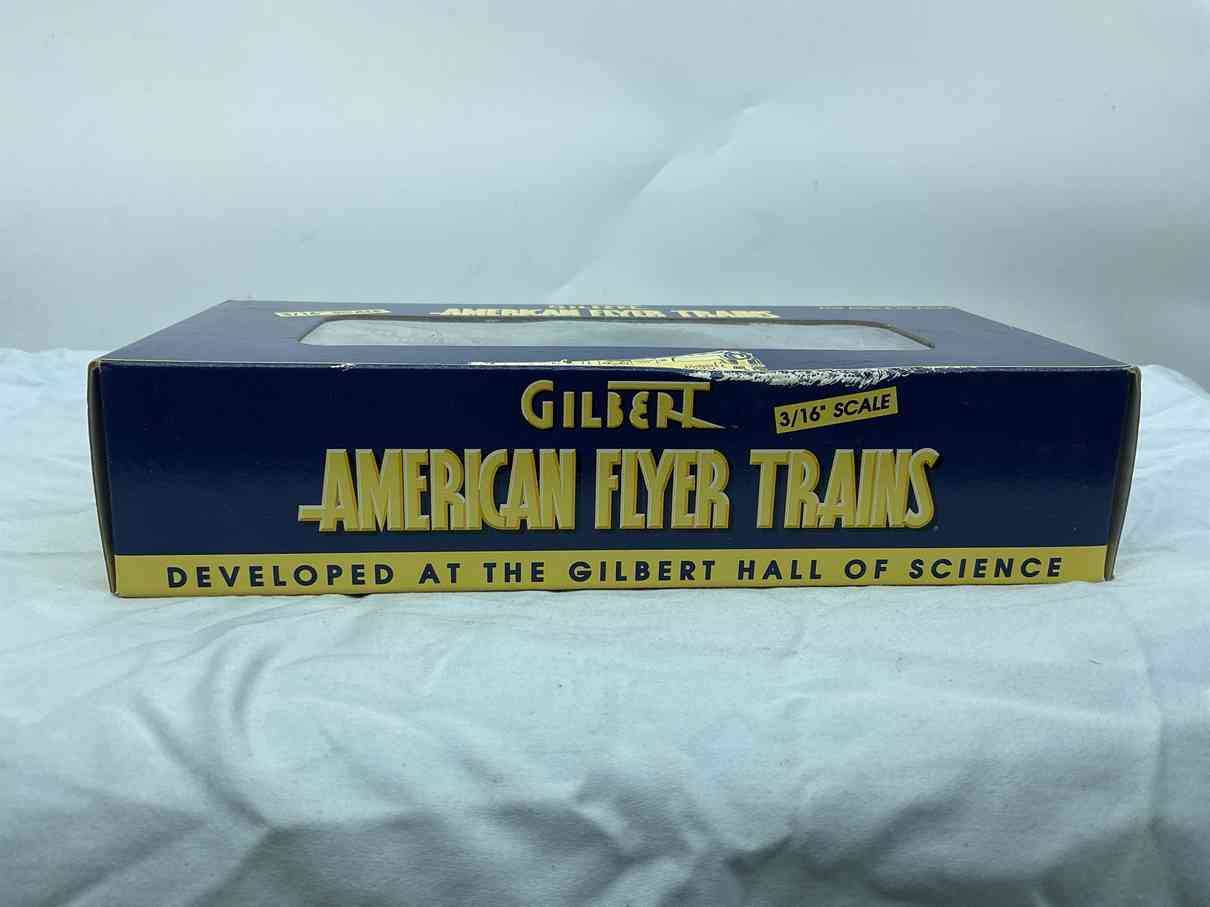 AMERICAN FLYER TRAINS
GILBERT
3/16" SCALE
AMERICAN FLYER TRAINS
DEVELOPED AT THE GILBERT HALL OF SCIENCE